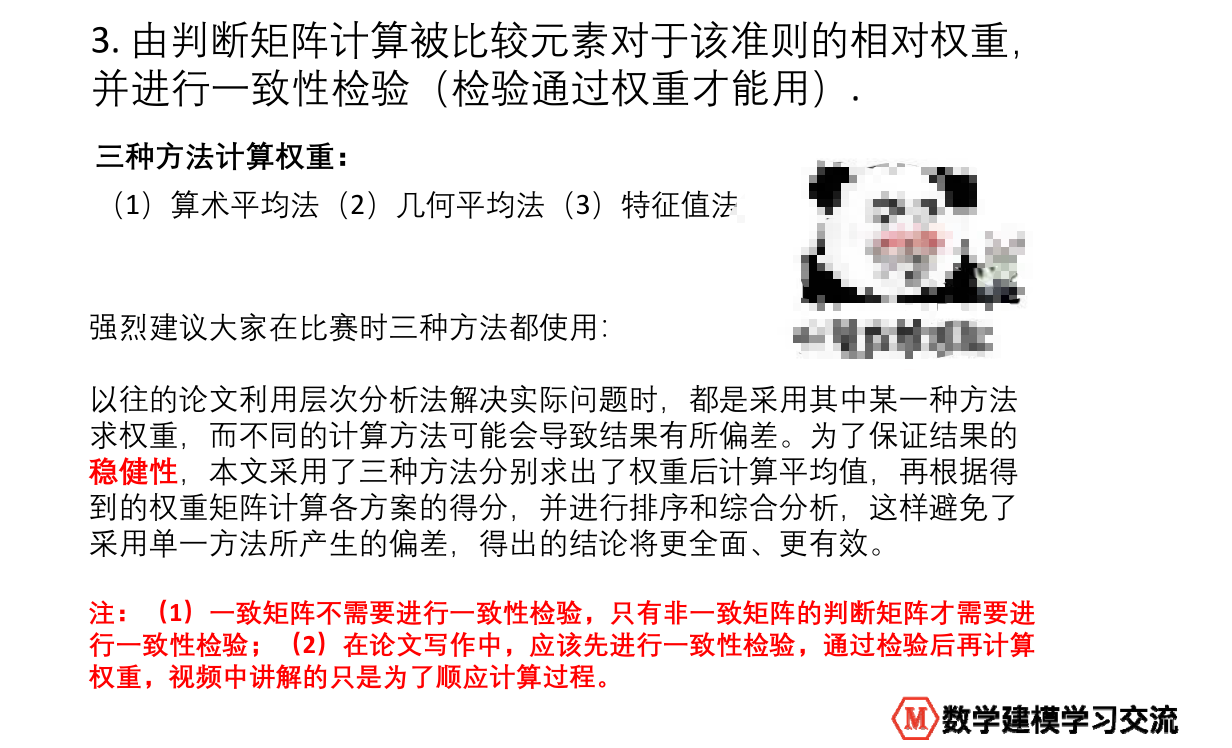 3. 由判断矩阵计算被比较元素对于该准则的相对权重，
并进行一致性检验（检验通过权重才能用）.
三种方法计算权重：
（1）算术平均法（2）几何平均法（3）特征值法
强烈建议大家在比赛时三种方法都使用：
以往的论文利用层次分析法解决实际问题时，都是采用其中某一种方法
求权重，而不同的计算方法可能会导致结果有所偏差。为了保证结果的
稳健性，本文采用了三种方法分别求出了权重后计算平均值，再根据得
到的权重矩阵计算各方案的得分，并进行排序和综合分析，这样避免了
采用单一方法所产生的偏差，得出的结论将更全面、更有效。
注：（1）一致矩阵不需要进行一致性检验，只有非一致矩阵的判断矩阵才需要进
行一致性检验；（2）在论文写作中，应该先进行一致性检验，通过检验后再计算
权重，视频中讲解的只是为了顺应计算过程。
M 数学建模学习交流